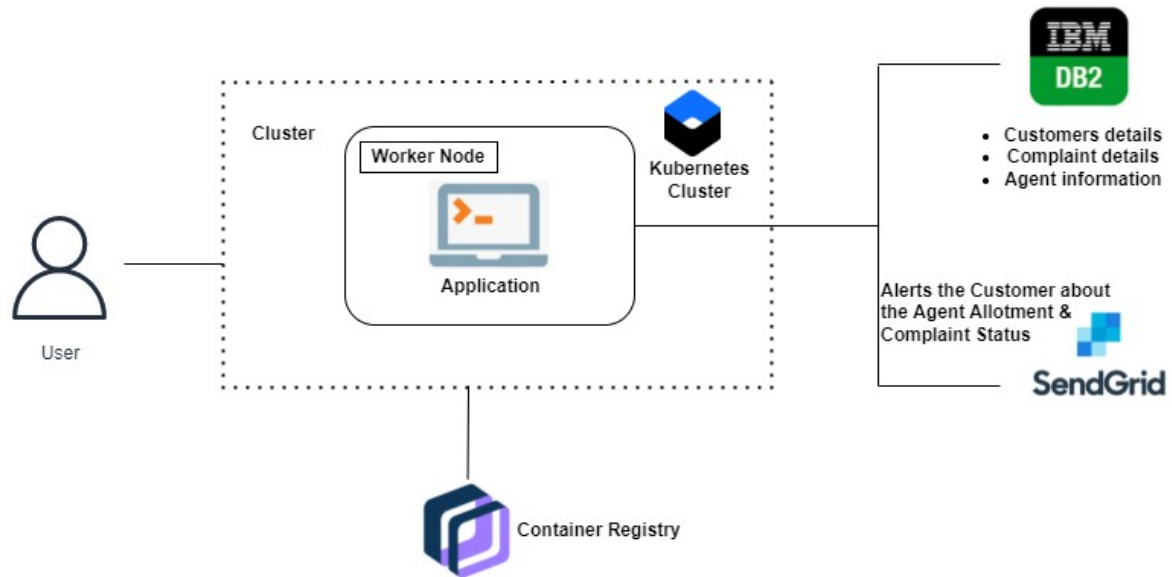 IBM
DB2
Cluster
Worker Node
Kubernetes
Cluster
• Customers details
• Complaint details
• Agent information
Application
User
Alerts the Customer about
the Agent Allotment &
Complaint Status
SendGrid
Container Registry